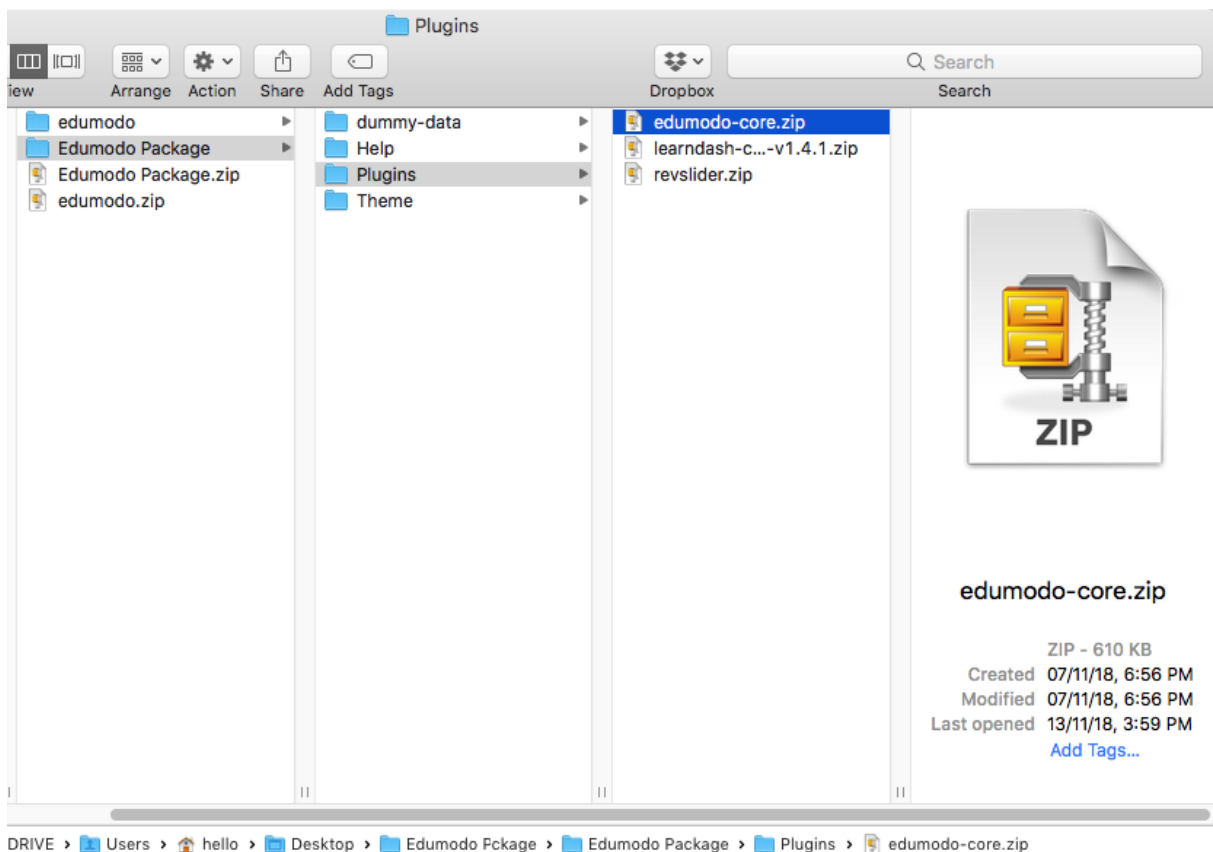 Plugins
Search
iew Arrange Action Share Add Tags Dropbox Search
edumodo dummy-data edumodo-core.zip
Edumodo Package Help learndash-c...-v1.4.1.zip
Edumodo Package.zip Plugins revslider.zip
edumodo.zip Theme
ZIP
edumodo-core.zip
ZIP - 610 KB
Created 07/11/18, 6:56 PM
Modified 07/11/18, 6:56 PM
Last opened 13/11/18, 3:59 PM
Add Tags...
DRIVE › Users › hello › Desktop › Edumodo Pckage › Edumodo Package › Plugins › edumodo-core.zip